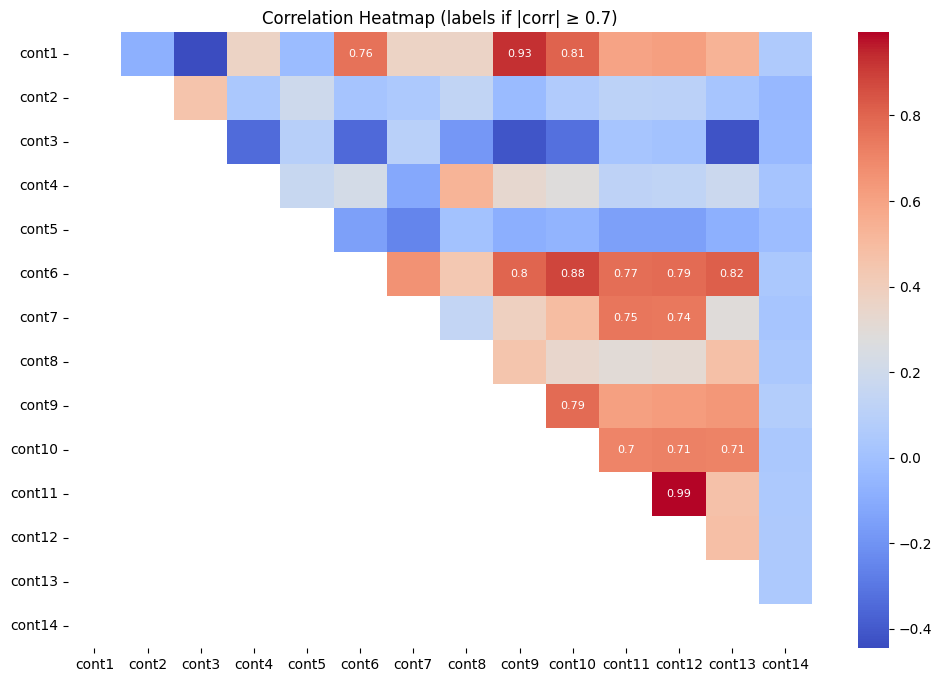 Correlation Heatmap (labels if |corr| ≥ 0.7)
cont1
0.76
0.93
0.81
cont2
cont3
cont4
cont5
cont6
0.8
0.88
0.77
0.79
0.82
cont7
0.75
0.74
cont8
cont9
0.79
cont10
0.7
0.71
0.71
cont11
0.99
cont12
cont13
cont14
cont1 cont2 cont3 cont4 cont5 cont6 cont7 cont8 cont9 cont10 cont11 cont12 cont13 cont14
0.8
0.6
0.4
0.2
0.0
−0.2
−0.4